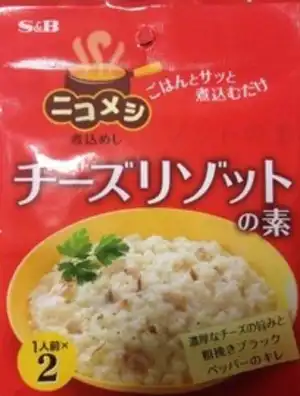 S&B
ごはんとサッと
煮込むだけ
ニコメシ
煮込めし
チーズリゾット
の素
濃厚なチーズの旨みと
粗挽きブラック
ペッパーのキレ
1人前×
2